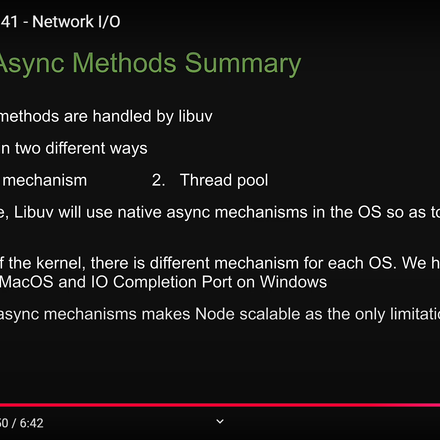 41 - Network I/O
Async Methods Summary
methods are handled by libuv
n two different ways
mechanism 2. Thread pool
e, Libuv will use native async mechanisms in the OS so as to
f the kernel, there is different mechanism for each OS. We h
MacOS and IO Completion Port on Windows
async mechanisms makes Node scalable as the only limitati
50 / 6:42